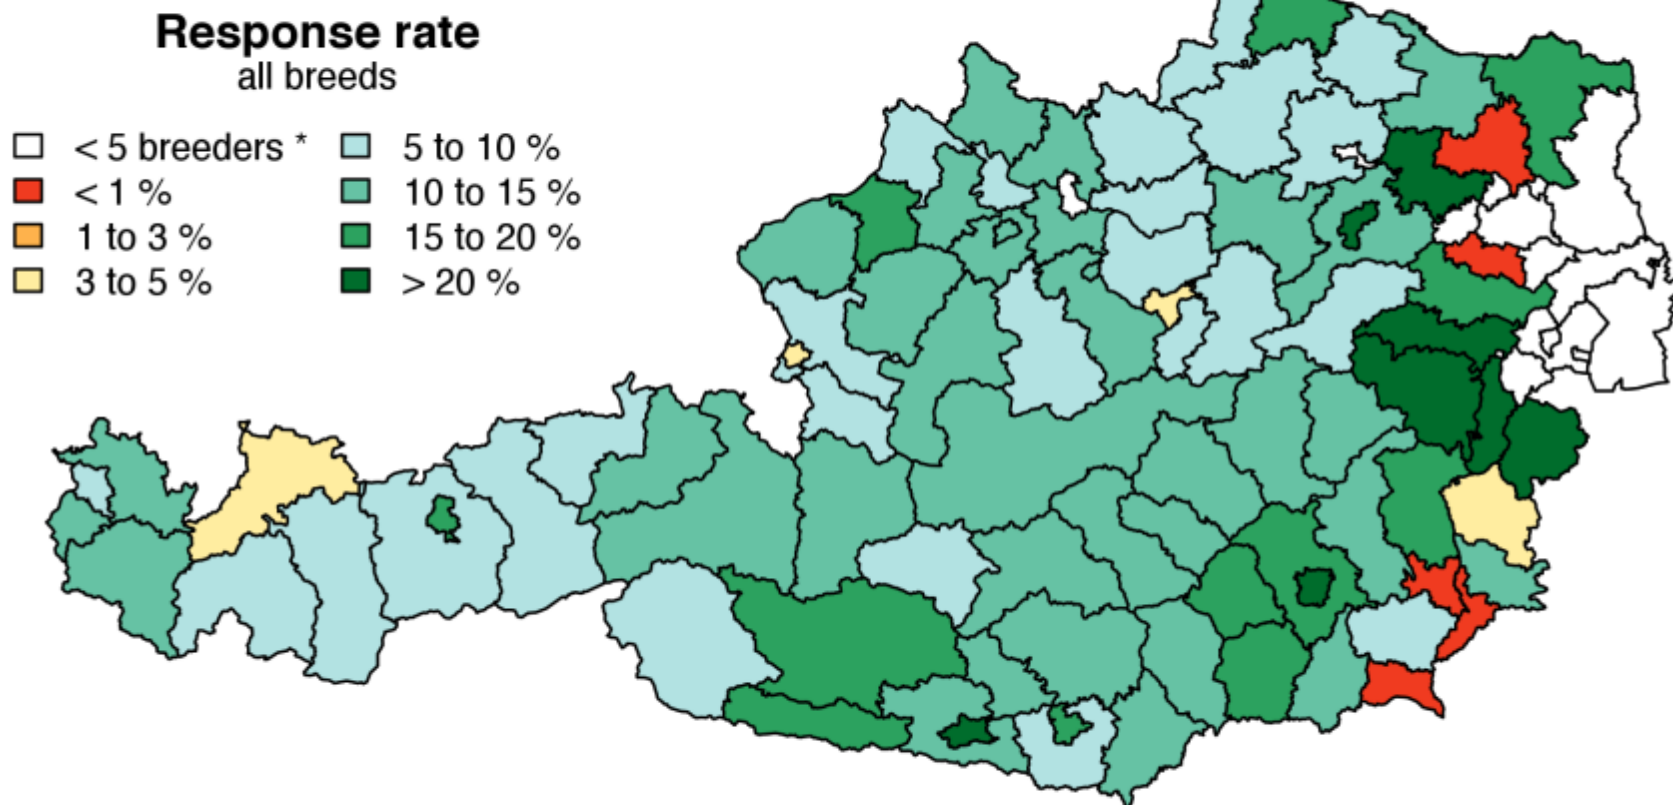 Response rate
all breeds
< 5 breeders *
< 1 %
1 to 3 %
3 to 5 %
5 to 10 %
10 to 15 %
15 to 20 %
> 20 %